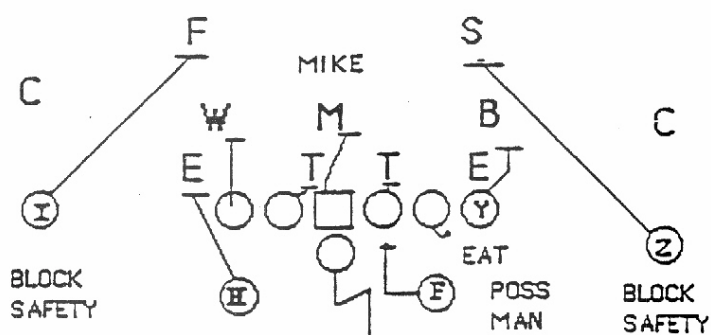 F S
MIKE
C W M B C
E T T E
I Y
Z
EAT
BLOCK SAFETY H F POSS MAN BLOCK SAFETY